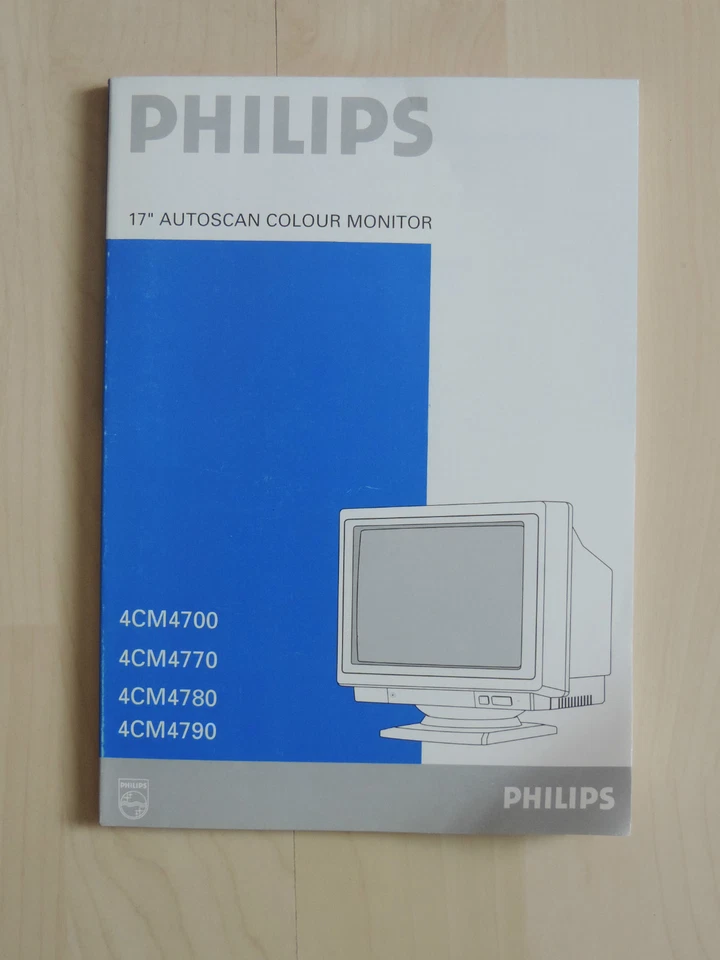 PHILIPS
17" AUTOSCAN COLOUR MONITOR
4CM4700
4CM4770
4CM4780
4CM4790
PHILIPS
PHILIPS